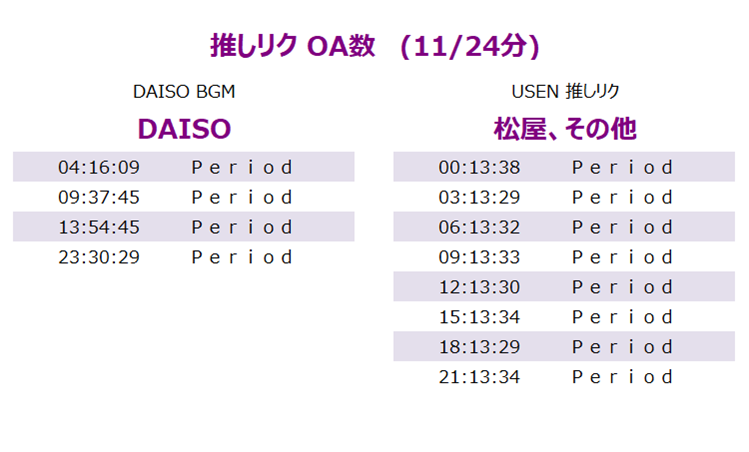 推しリク OA数 (11/24分)
DAISO BGM
DAISO
04:16:09 Ｐｅｒｉｏｄ
09:37:45 Ｐｅｒｉｏｄ
13:54:45 Ｐｅｒｉｏｄ
23:30:29 Ｐｅｒｉｏｄ
USEN 推しリク
松屋、その他
00:13:38 Ｐｅｒｉｏｄ
03:13:29 Ｐｅｒｉｏｄ
06:13:32 Ｐｅｒｉｏｄ
09:13:33 Ｐｅｒｉｏｄ
12:13:30 Ｐｅｒｉｏｄ
15:13:34 Ｐｅｒｉｏｄ
18:13:29 Ｐｅｒｉｏｄ
21:13:34 Ｐｅｒｉｏｄ